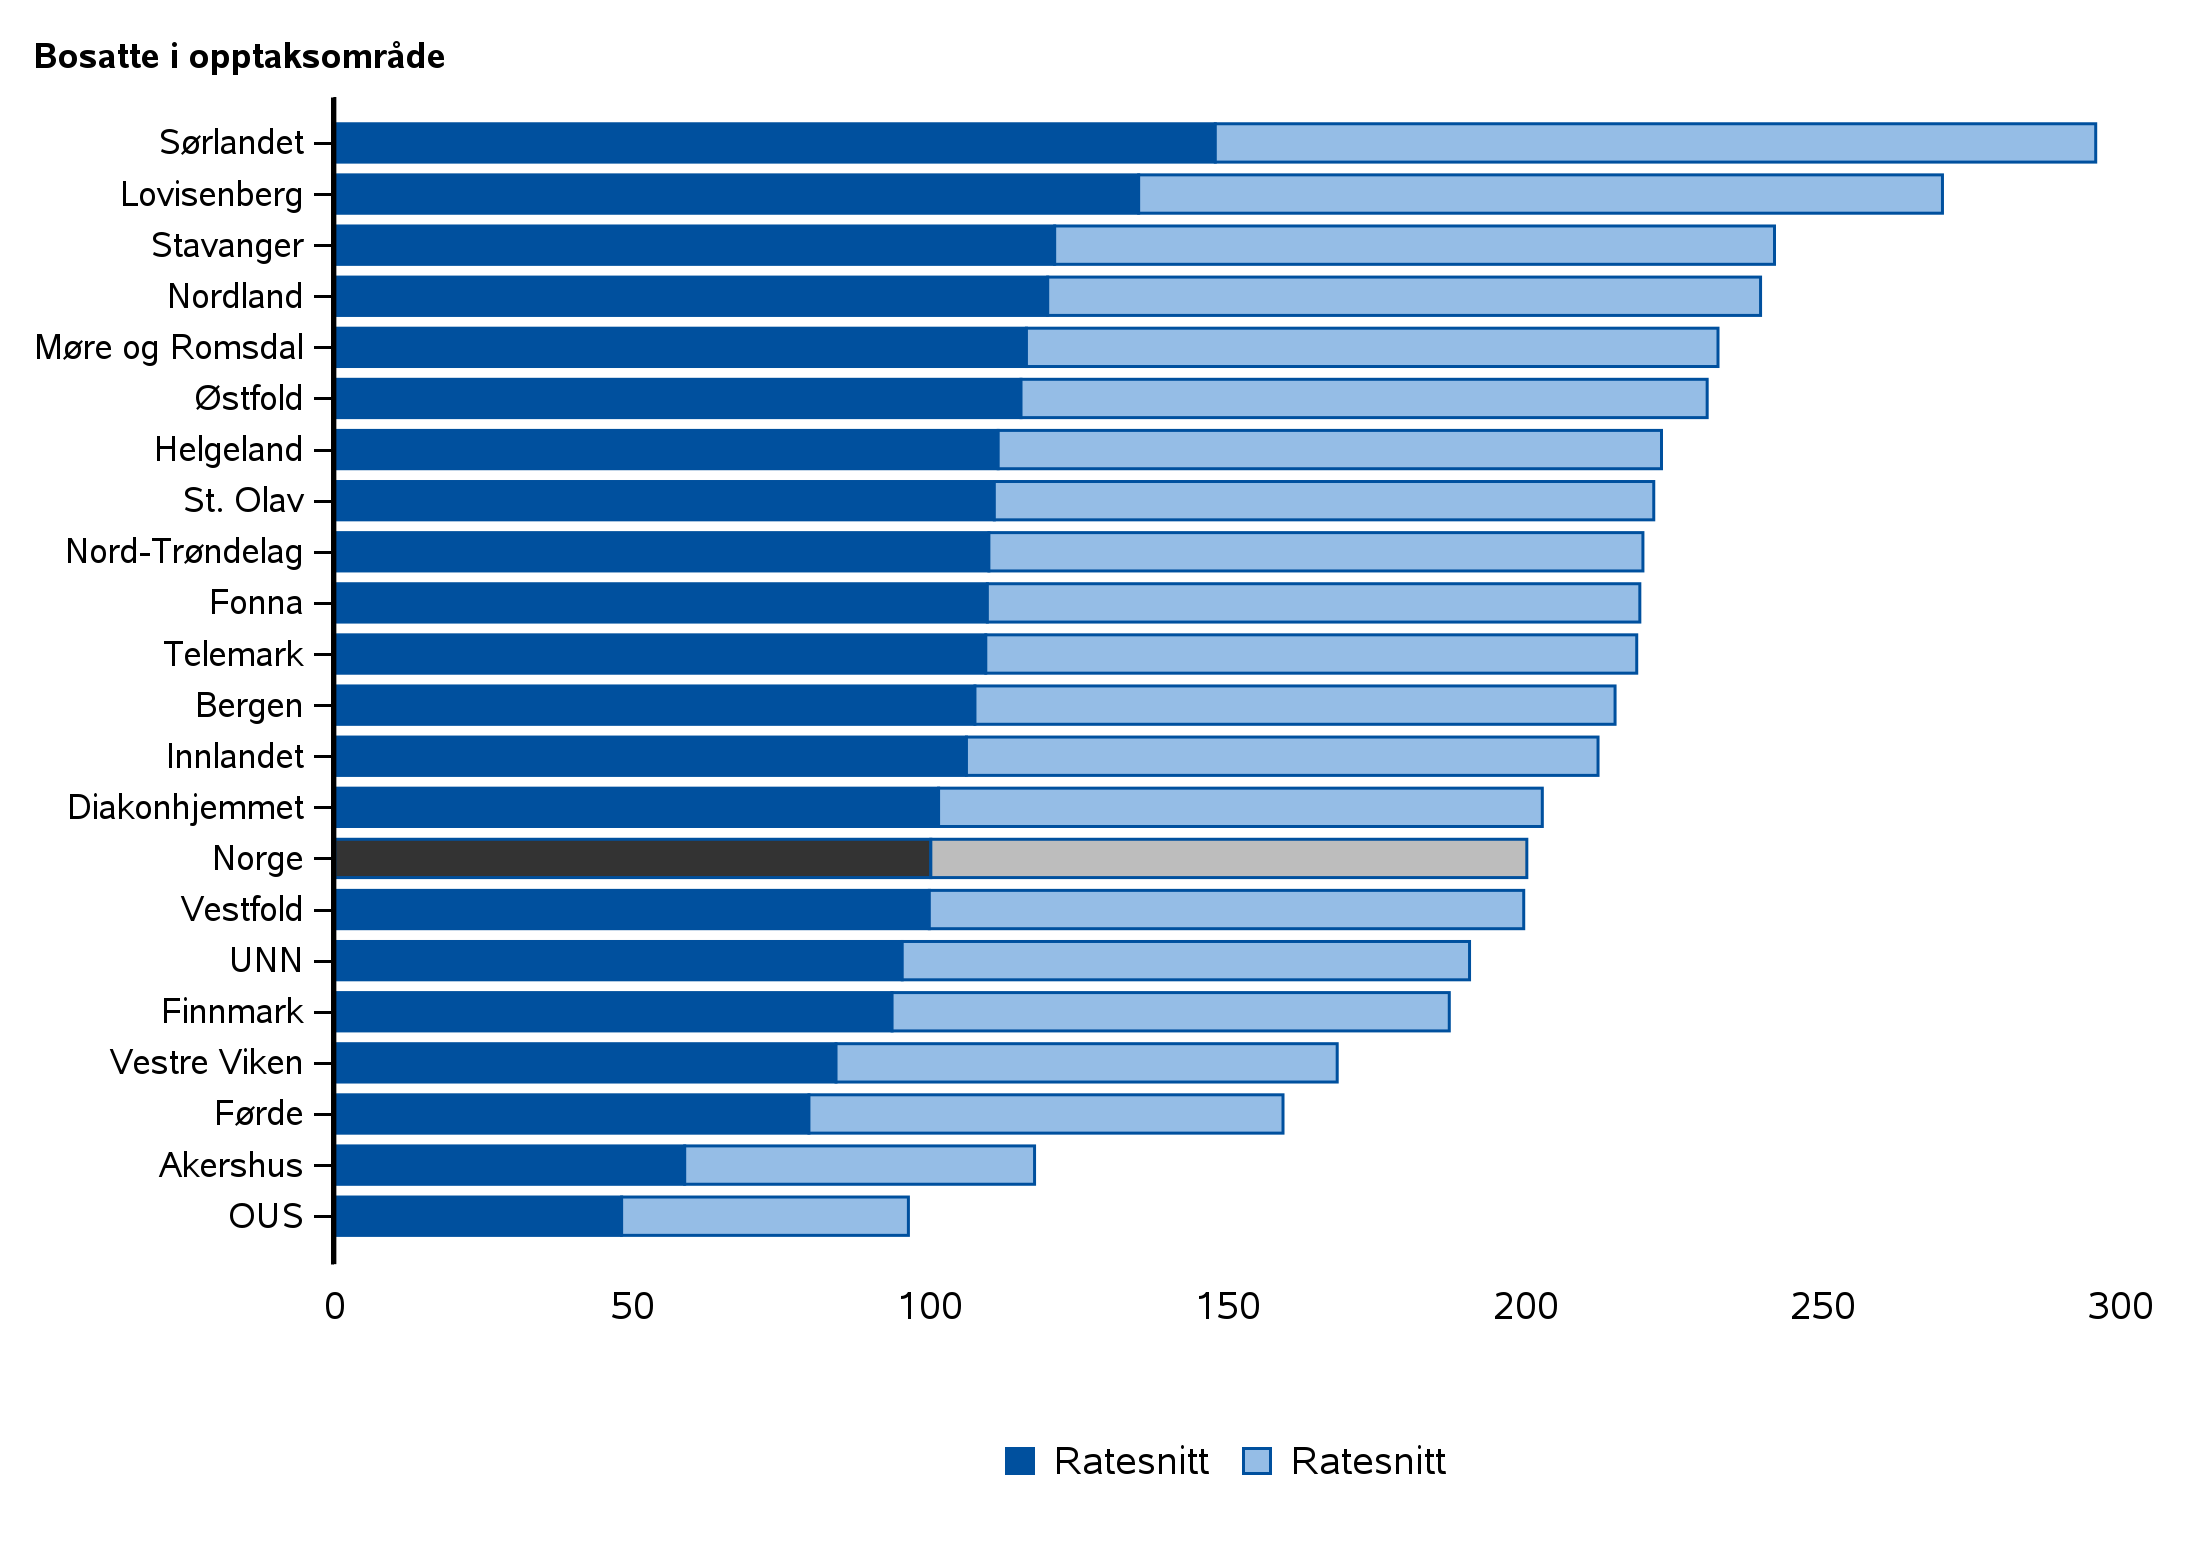 Bosatte i opptaksområde
Sørlandet
Lovisenberg
Stavanger
Nordland
Møre og Romsdal
Østfold
Helgeland
St. Olav
Nord-Trøndelag
Fonna
Telemark
Bergen
Innlandet
Diakonhjemmet
Norge
Vestfold
UNN
Finnmark
Vestre Viken
Førde
Akershus
OUS
0 50 100 150 200 250 300
Ratesnitt Ratesnitt